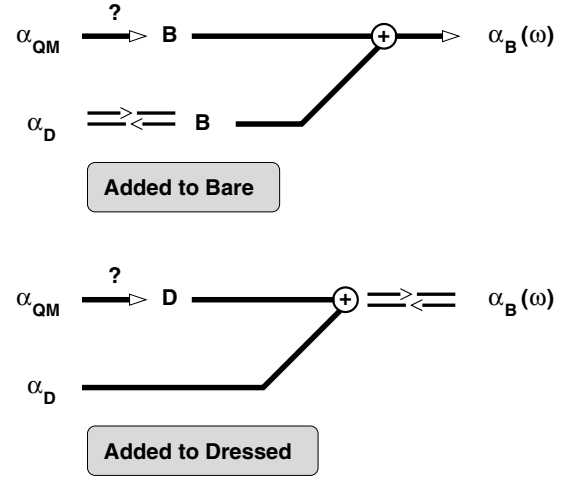 ?
α_QM B + α_B(ω)
α_D B
Added to Bare
?
α_QM D + α_B(ω)
α_D
Added to Dressed